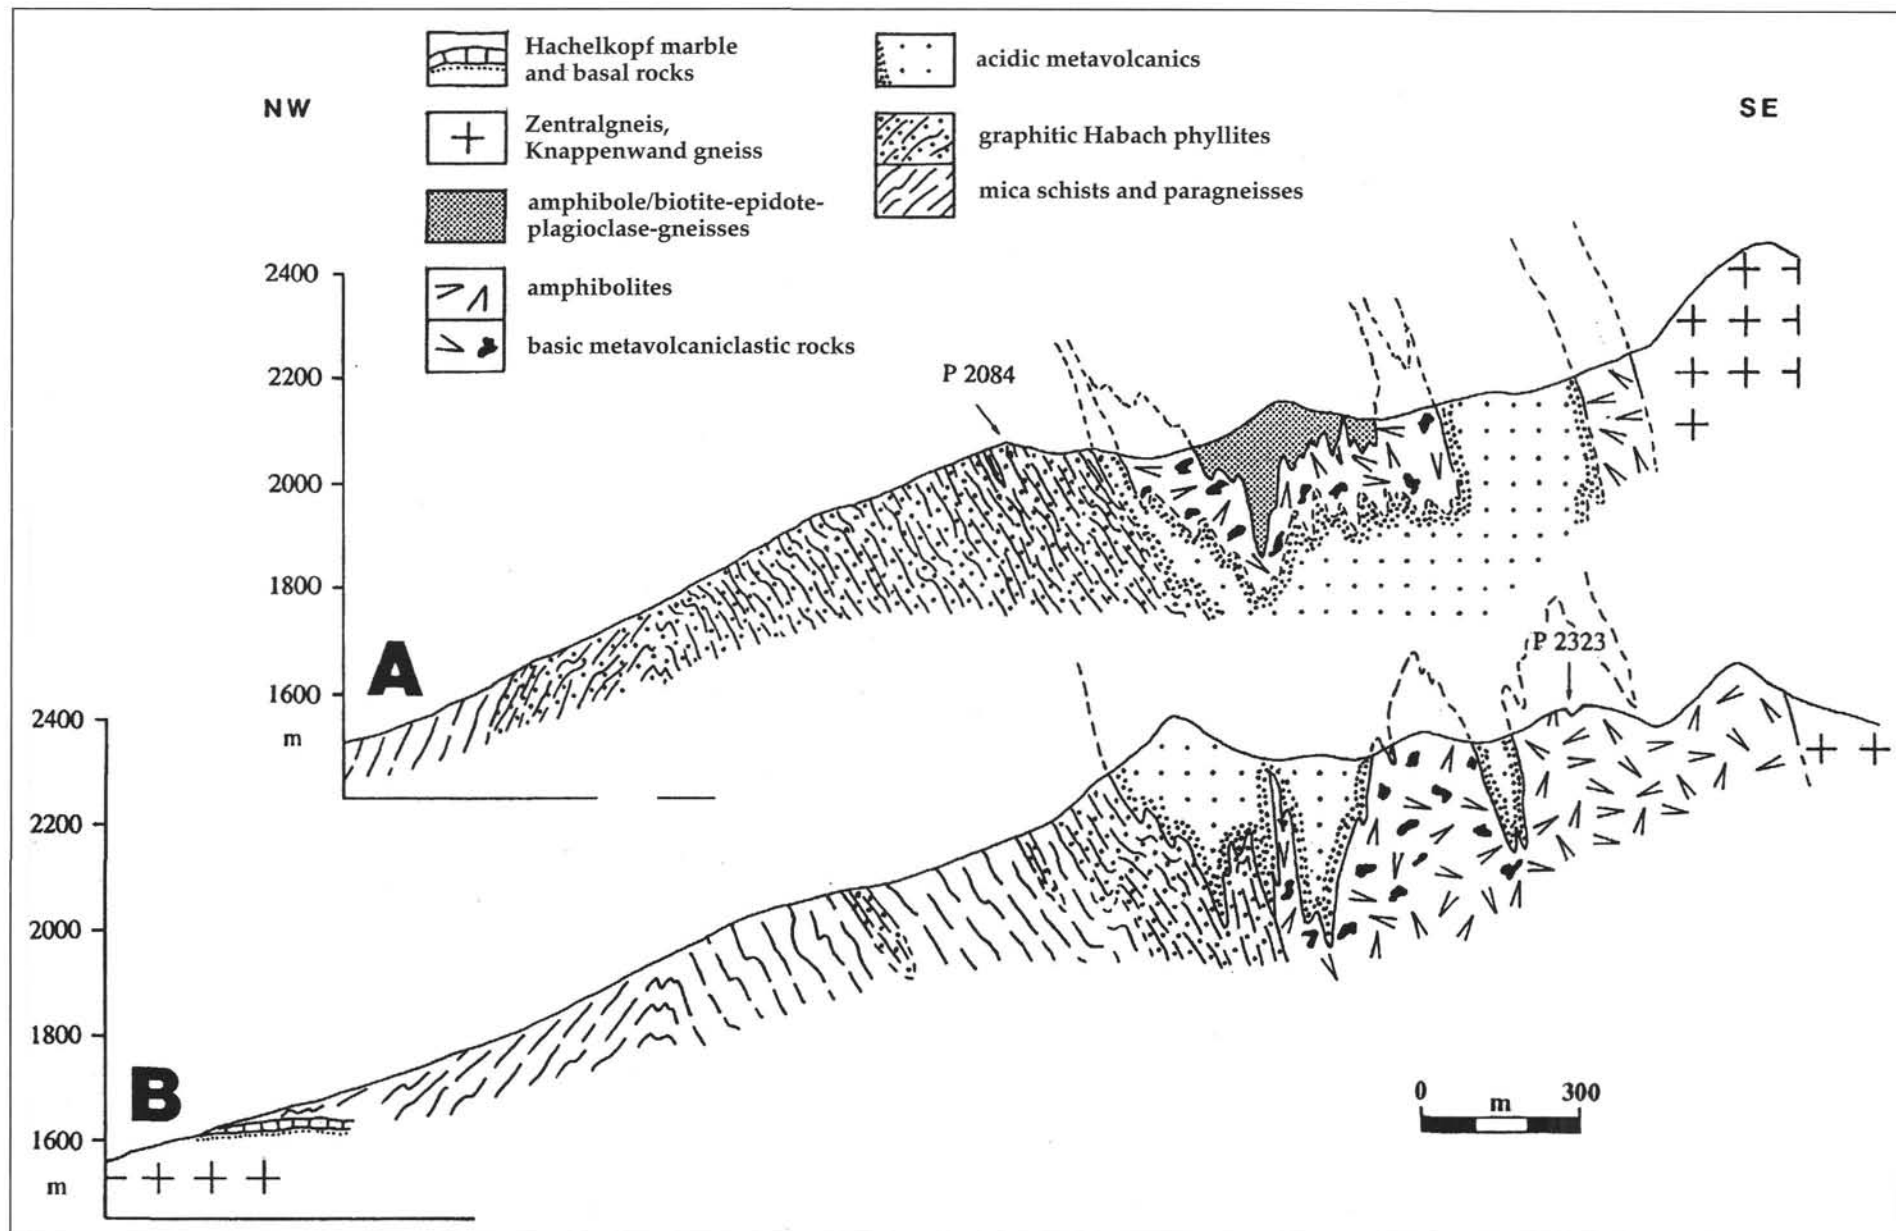 Hachelkopf marble
and basal rocks
Zentralgneis,
Knappenwand gneiss
amphibole/biotite-epidote-
plagioclase-gneisses
amphibolites
basic metavolcaniclastic rocks
acidic metavolcanics
graphitic Habach phyllites
mica schists and paragneisses
NW
SE
2400
2200
2000
1800
1600
m
A
P 2084
2400
2200
2000
1800
1600
m
B
P 2323
0 300
m